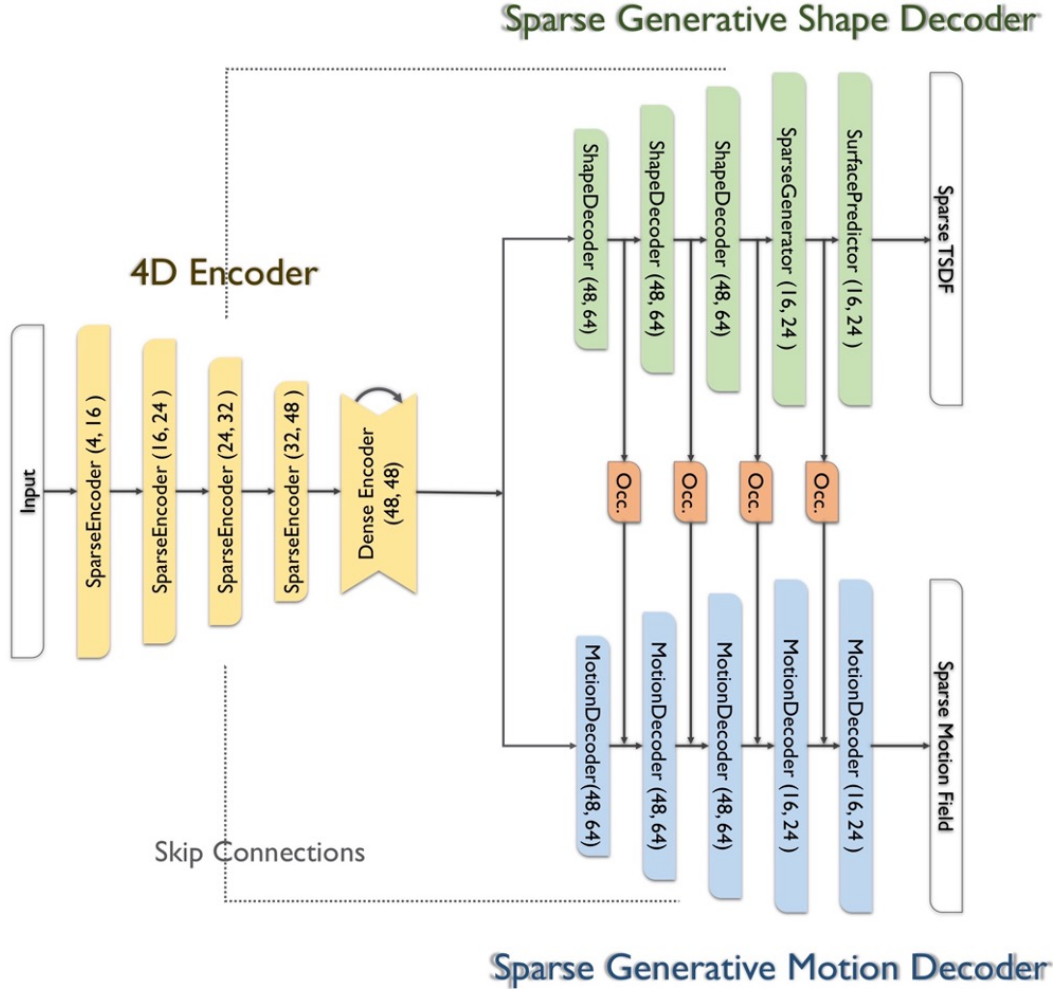 Sparse Generative Shape Decoder
4D Encoder
Input
SparseEncoder (4, 16 )
SparseEncoder (16, 24)
SparseEncoder (24, 32 )
SparseEncoder (32, 48)
Dense Encoder
(48, 48)
ShapeDecoder (48, 64)
ShapeDecoder (48, 64)
ShapeDecoder (48, 64)
SparseGenerator (16, 24 )
SurfacePredictor (16, 24 )
Sparse TSDF
Occ.
Occ.
Occ.
Occ.
MotionDecoder(48, 64)
MotionDecoder (48, 64)
MotionDecoder (48, 64)
MotionDecoder (16, 24 )
MotionDecoder (16, 24 )
Sparse Motion Field
Skip Connections
Sparse Generative Motion Decoder